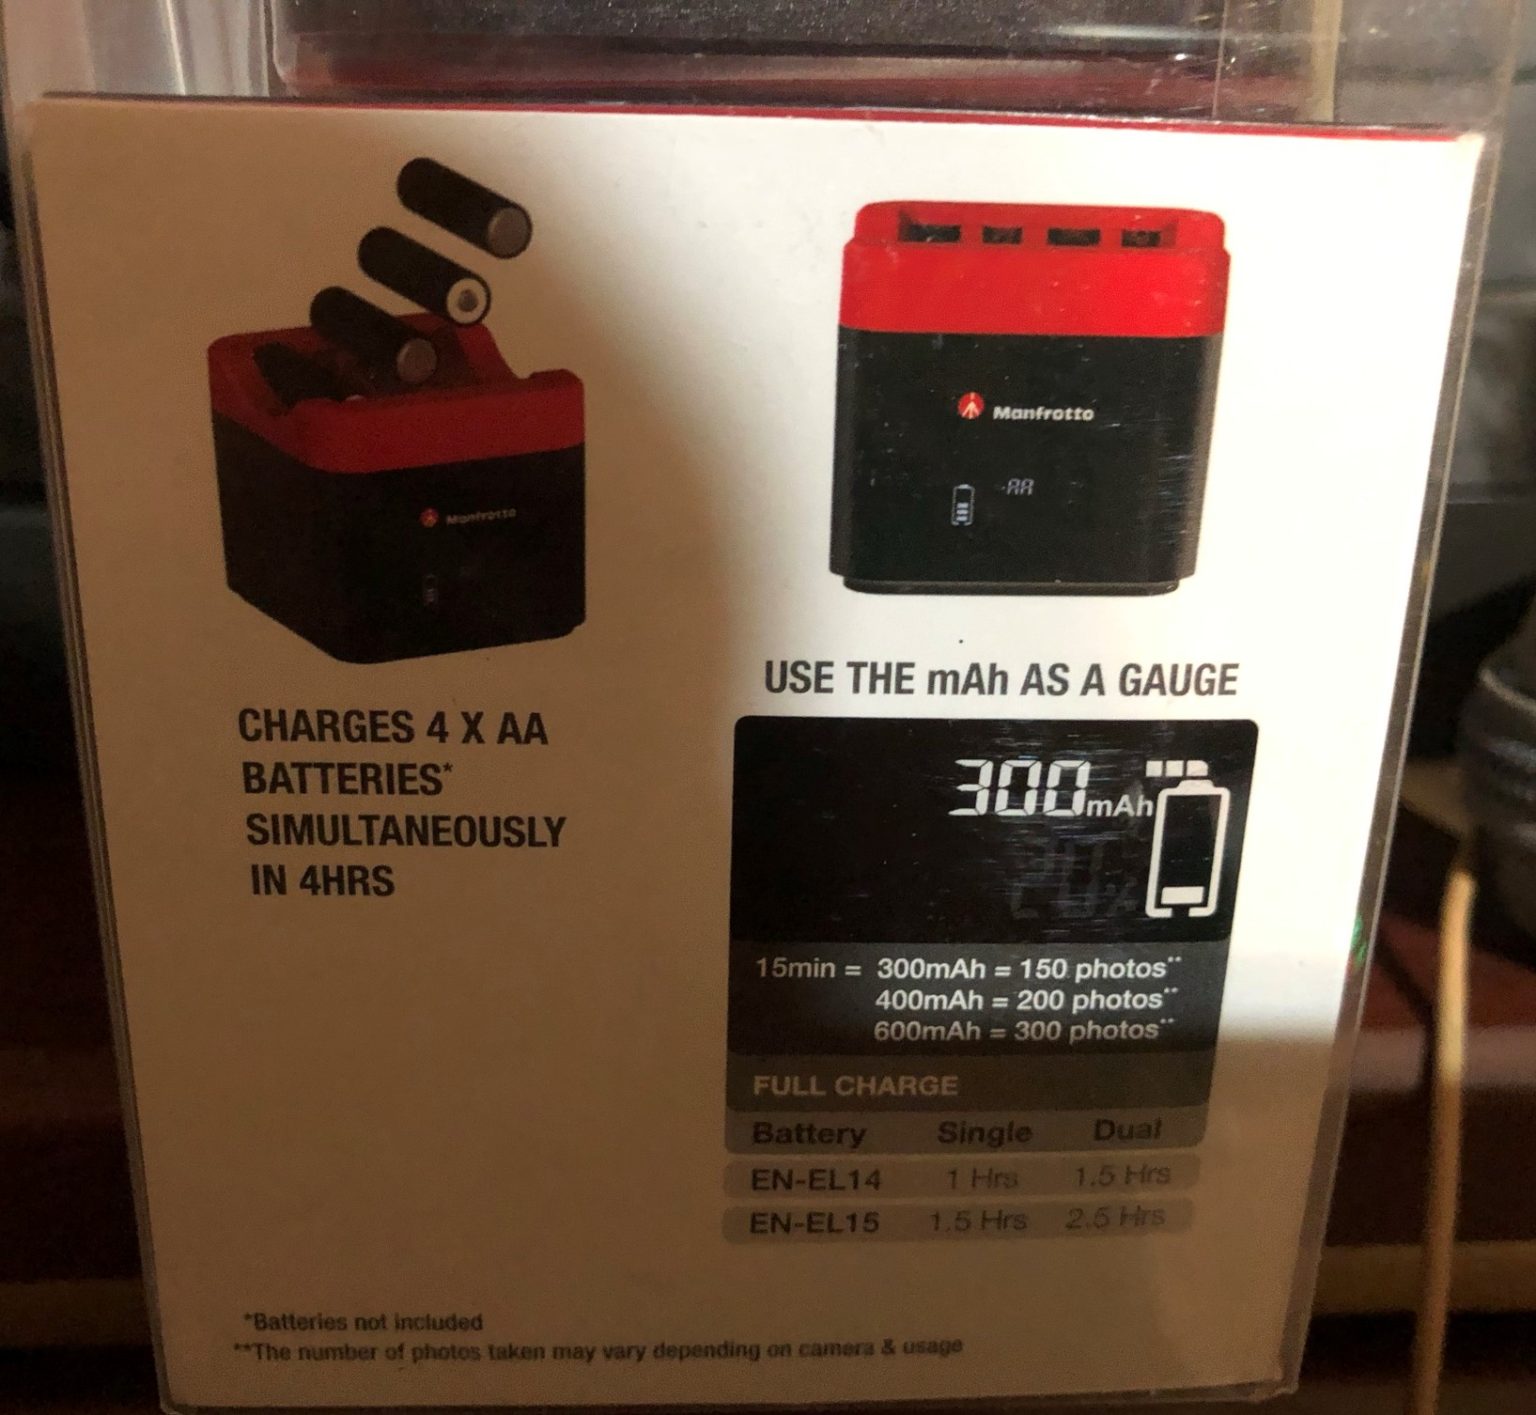 Manfrotto
Manfrotto
AA
CHARGES 4 X AA
BATTERIES*
SIMULTANEOUSLY
IN 4HRS
USE THE mAh AS A GAUGE
300mAh
15min = 300mAh = 150 photos**
400mAh = 200 photos**
600mAh = 300 photos**
FULL CHARGE
Battery Single Dual
EN-EL14 1 Hrs 1.5 Hrs
EN-EL15 1.5 Hrs 2.5 Hrs
*Batteries not included
**The number of photos taken may vary depending on camera & usage